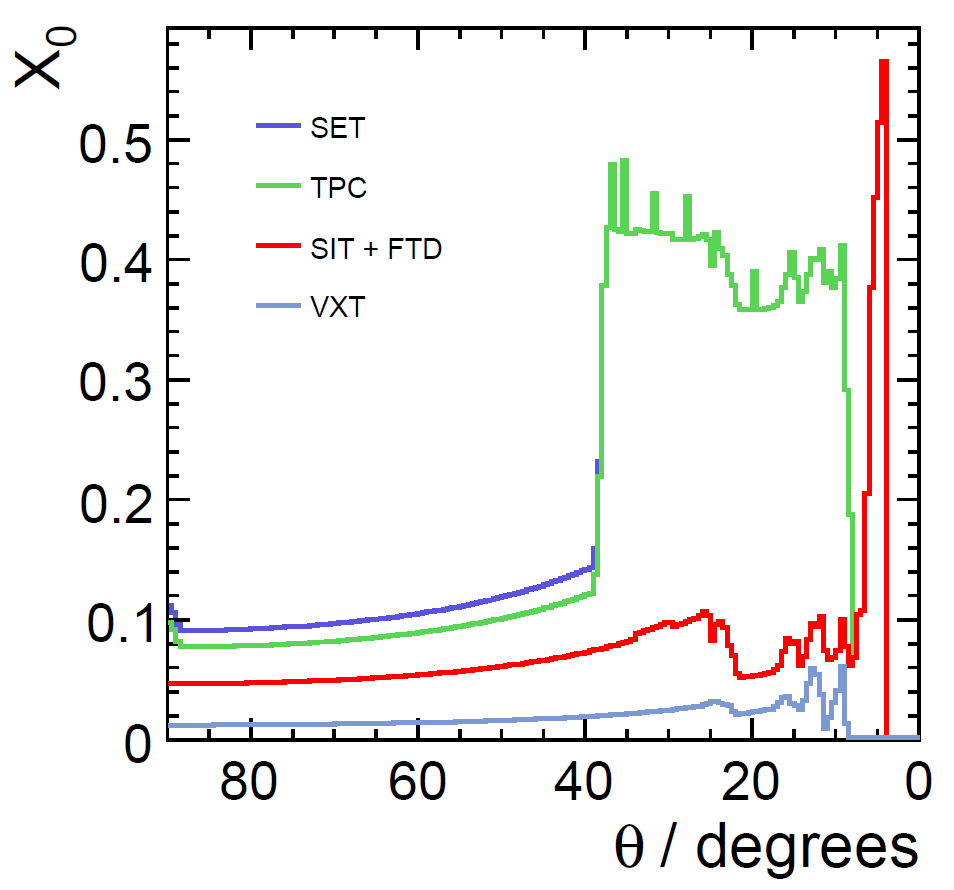 X0
0.5
0.4
0.3
0.2
0.1
0
SET
TPC
SIT + FTD
VXT
80 60 40 20 0
θ / degrees